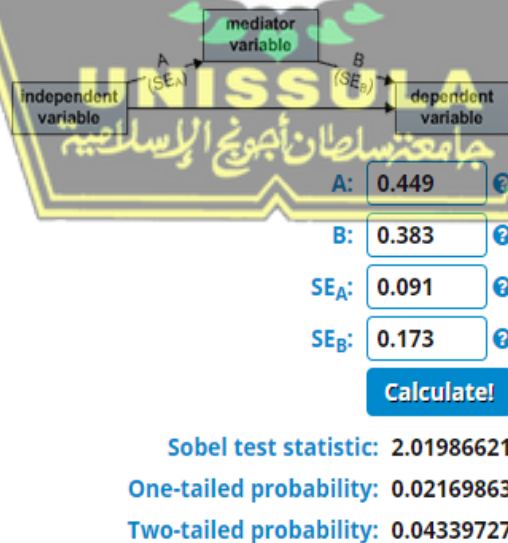 mediator
variable
A
(SEA)
B
(SEB)
independent
variable
dependent
variable
UNISSULA
جامعة سلطان أجونج الإسلامية
A: 0.449 ?
B: 0.383 ?
SEA: 0.091 ?
SEB: 0.173 ?
Calculate!
Sobel test statistic: 2.01986621
One-tailed probability: 0.02169863
Two-tailed probability: 0.04339727